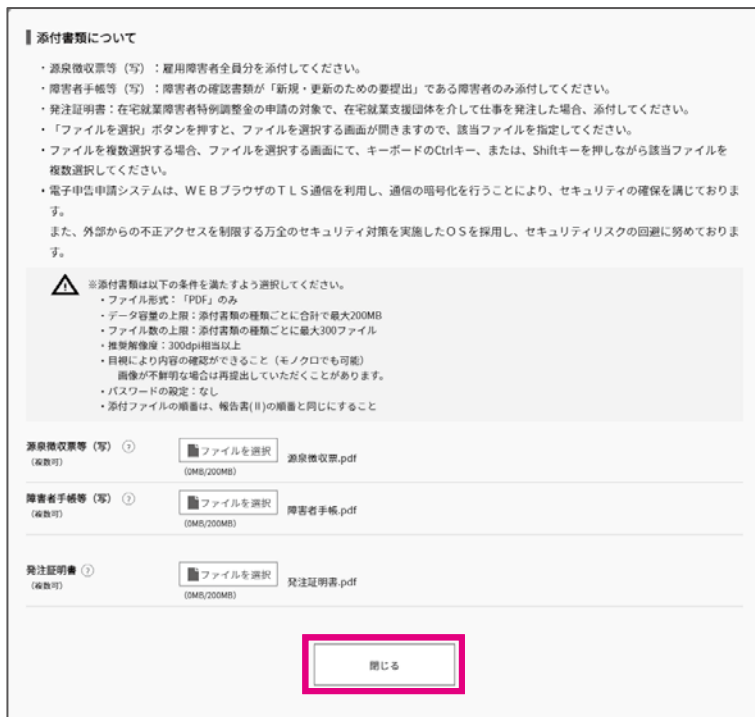 添付書類について
・源泉徴収票等（写）：雇用障害者全員分を添付してください。
・障害者手帳等（写）：障害者の確認書類が「新規・更新のための要提出」である障害者のみ添付してください。
・発注証明書：在宅就業障害者特例調整金の申請の対象で、在宅就業支援団体を介して仕事を発注した場合、添付してください。
・「ファイルを選択」ボタンを押すと、ファイルを選択する画面が開きますので、該当ファイルを指定してください。
・ファイルを複数選択する場合、ファイルを選択する画面にて、キーボードのCtrlキー、または、Shiftキーを押しながら該当ファイルを
複数選択してください。
・電子申告申請システムは、ＷＥＢブラウザのＴＬＳ通信を利用し、通信の暗号化を行うことにより、セキュリティの確保を講じておりま
す。
また、外部からの不正アクセスを制限する万全のセキュリティ対策を実施したＯＳを採用し、セキュリティリスクの回避に努めておりま
す。
※添付書類は以下の条件を満たすよう選択してください。
・ファイル形式：「PDF」のみ
・データ容量の上限：添付書類の種類ごとに合計で最大200MB
・ファイル数の上限：添付書類の種類ごとに最大300ファイル
・推奨解像度：300dpi相当以上
・目視により内容の確認ができること（モノクロでも可能）
画像が不鮮明な場合は再提出していただくことがあります。
・パスワードの設定：なし
・添付ファイルの順番は、報告書(Ⅱ)の順番と同じにすること
源泉徴収票等（写） ?
（複数可）
ファイルを選択 源泉徴収票.pdf
(0MB/200MB)
障害者手帳等（写） ?
（複数可）
ファイルを選択 障害者手帳.pdf
(0MB/200MB)
発注証明書 ?
（複数可）
ファイルを選択 発注証明書.pdf
(0MB/200MB)
閉じる